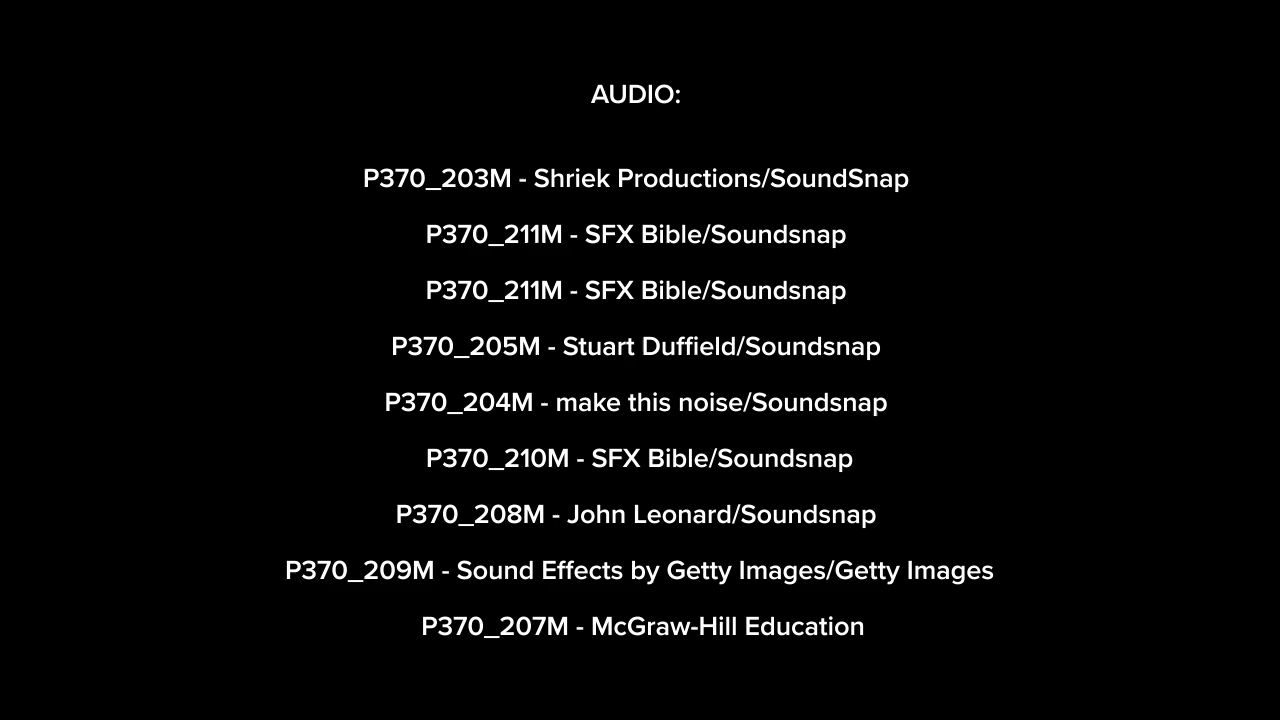 AUDIO:
P370_203M - Shriek Productions/SoundSnap
P370_211M - SFX Bible/Soundsnap
P370_211M - SFX Bible/Soundsnap
P370_205M - Stuart Duffield/Soundsnap
P370_204M - make this noise/Soundsnap
P370_210M - SFX Bible/Soundsnap
P370_208M - John Leonard/Soundsnap
P370_209M - Sound Effects by Getty Images/Getty Images
P370_207M - McGraw-Hill Education